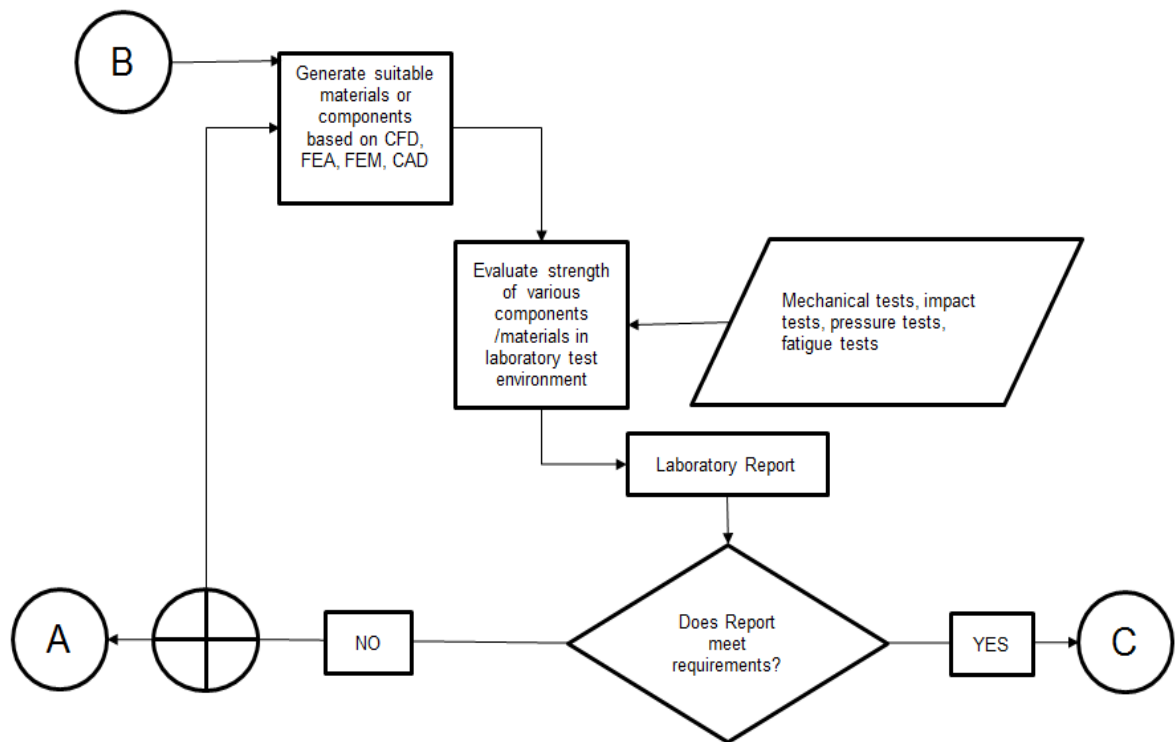 B
Generate suitable
materials or
components
based on CFD,
FEA, FEM, CAD
Evaluate strength
of various
components
/materials in
laboratory test
environment
Mechanical tests, impact
tests, pressure tests,
fatigue tests
Laboratory Report
Does Report
meet
requirements?
A
NO
YES
C